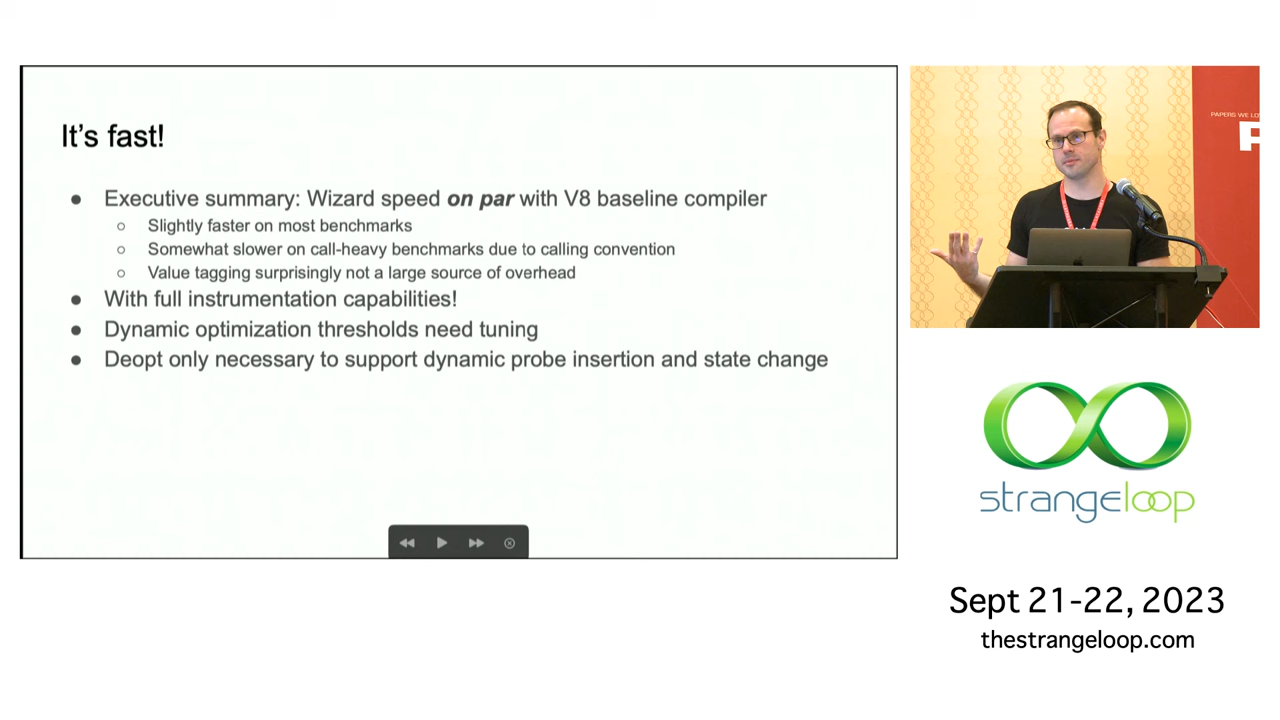 It's fast!
● Executive summary: Wizard speed on par with V8 baseline compiler
○ Slightly faster on most benchmarks
○ Somewhat slower on call-heavy benchmarks due to calling convention
○ Value tagging surprisingly not a large source of overhead
● With full instrumentation capabilities!
● Dynamic optimization thresholds need tuning
● Deopt only necessary to support dynamic probe insertion and state change
PAPERS WE LO
strangeloop
Sept 21-22, 2023
thestrangeloop.com